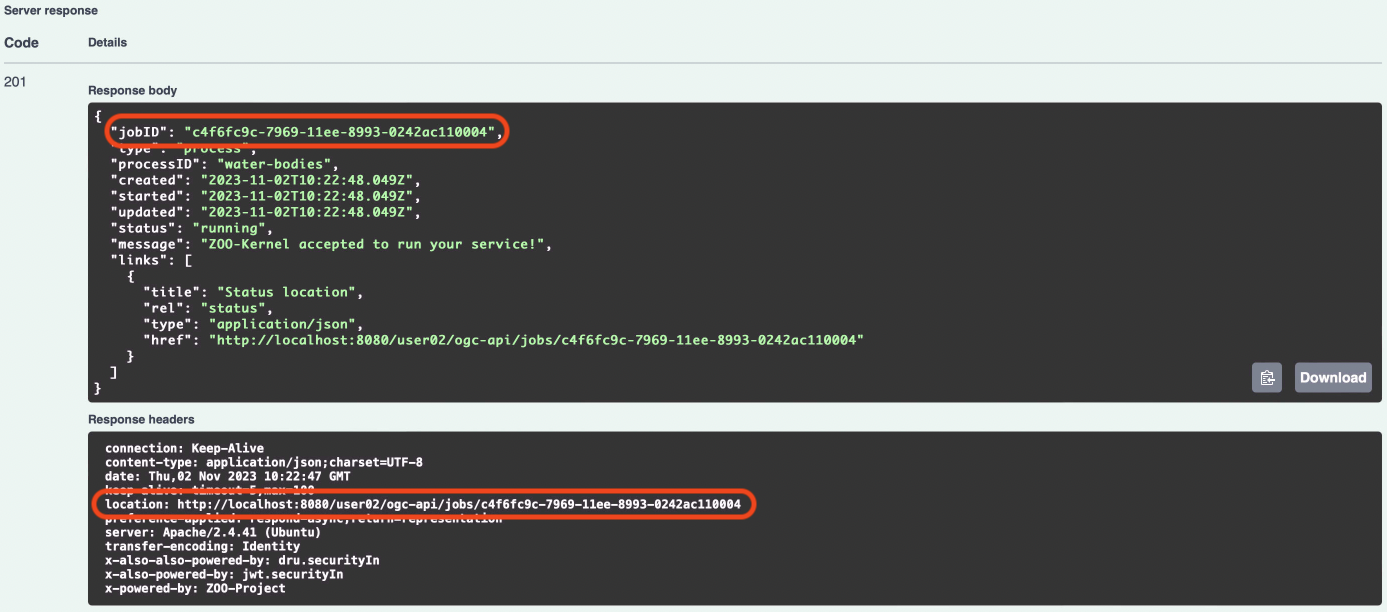 Server response
Code Details
201
Response body
{
"jobID": "c4f6fc9c-7969-11ee-8993-0242ac110004",
"type": "process",
"processID": "water-bodies",
"created": "2023-11-02T10:22:48.049Z",
"started": "2023-11-02T10:22:48.049Z",
"updated": "2023-11-02T10:22:48.049Z",
"status": "running",
"message": "ZOO-Kernel accepted to run your service!",
"links": [
{
"title": "Status location",
"rel": "status",
"type": "application/json",
"href": "http://localhost:8080/user02/ogc-api/jobs/c4f6fc9c-7969-11ee-8993-0242ac110004"
}
]
}
Download
Response headers
connection: Keep-Alive
content-type: application/json;charset=UTF-8
date: Thu,02 Nov 2023 10:22:47 GMT
keep-alive: timeout=5,max=100
location: http://localhost:8080/user02/ogc-api/jobs/c4f6fc9c-7969-11ee-8993-0242ac110004
preference-applied: respond-async;return=representation
server: Apache/2.4.41 (Ubuntu)
transfer-encoding: Identity
x-also-also-powered-by: dru.securityIn
x-also-powered-by: jwt.securityIn
x-powered-by: ZOO-Project